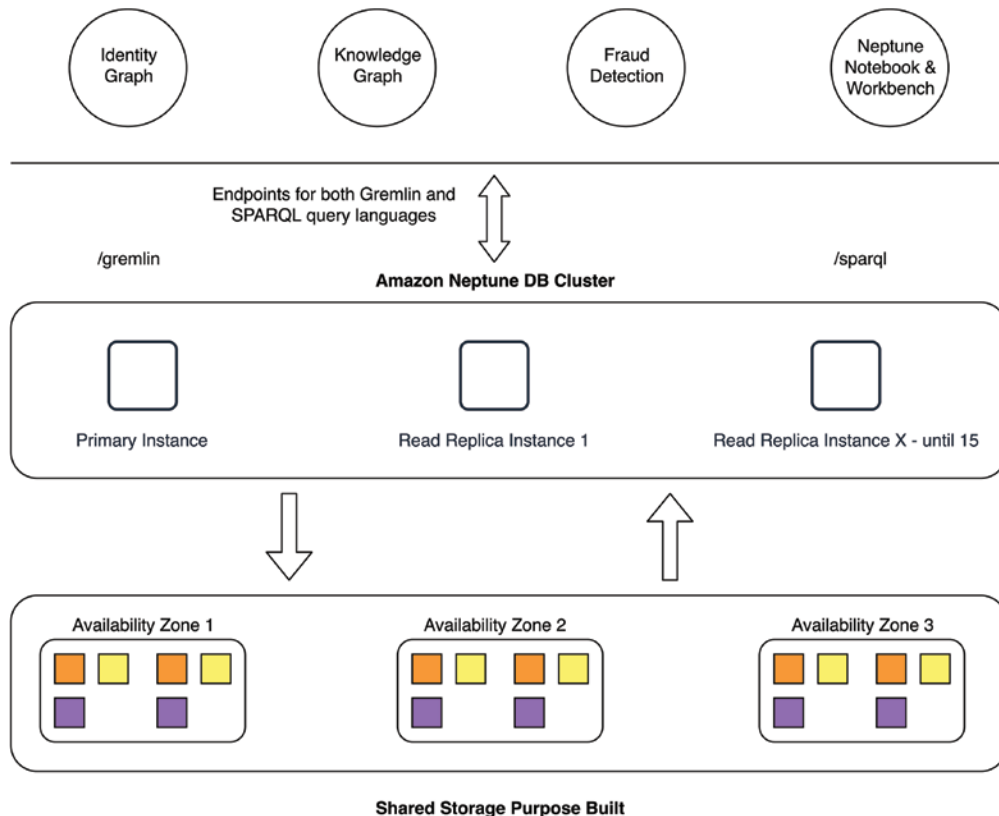 Identity
Graph
Knowledge
Graph
Fraud
Detection
Neptune
Notebook &
Workbench
Endpoints for both Gremlin and
SPARQL query languages
/gremlin
/sparql
Amazon Neptune DB Cluster
Primary Instance
Read Replica Instance 1
Read Replica Instance X - until 15
Availability Zone 1
Availability Zone 2
Availability Zone 3
Shared Storage Purpose Built